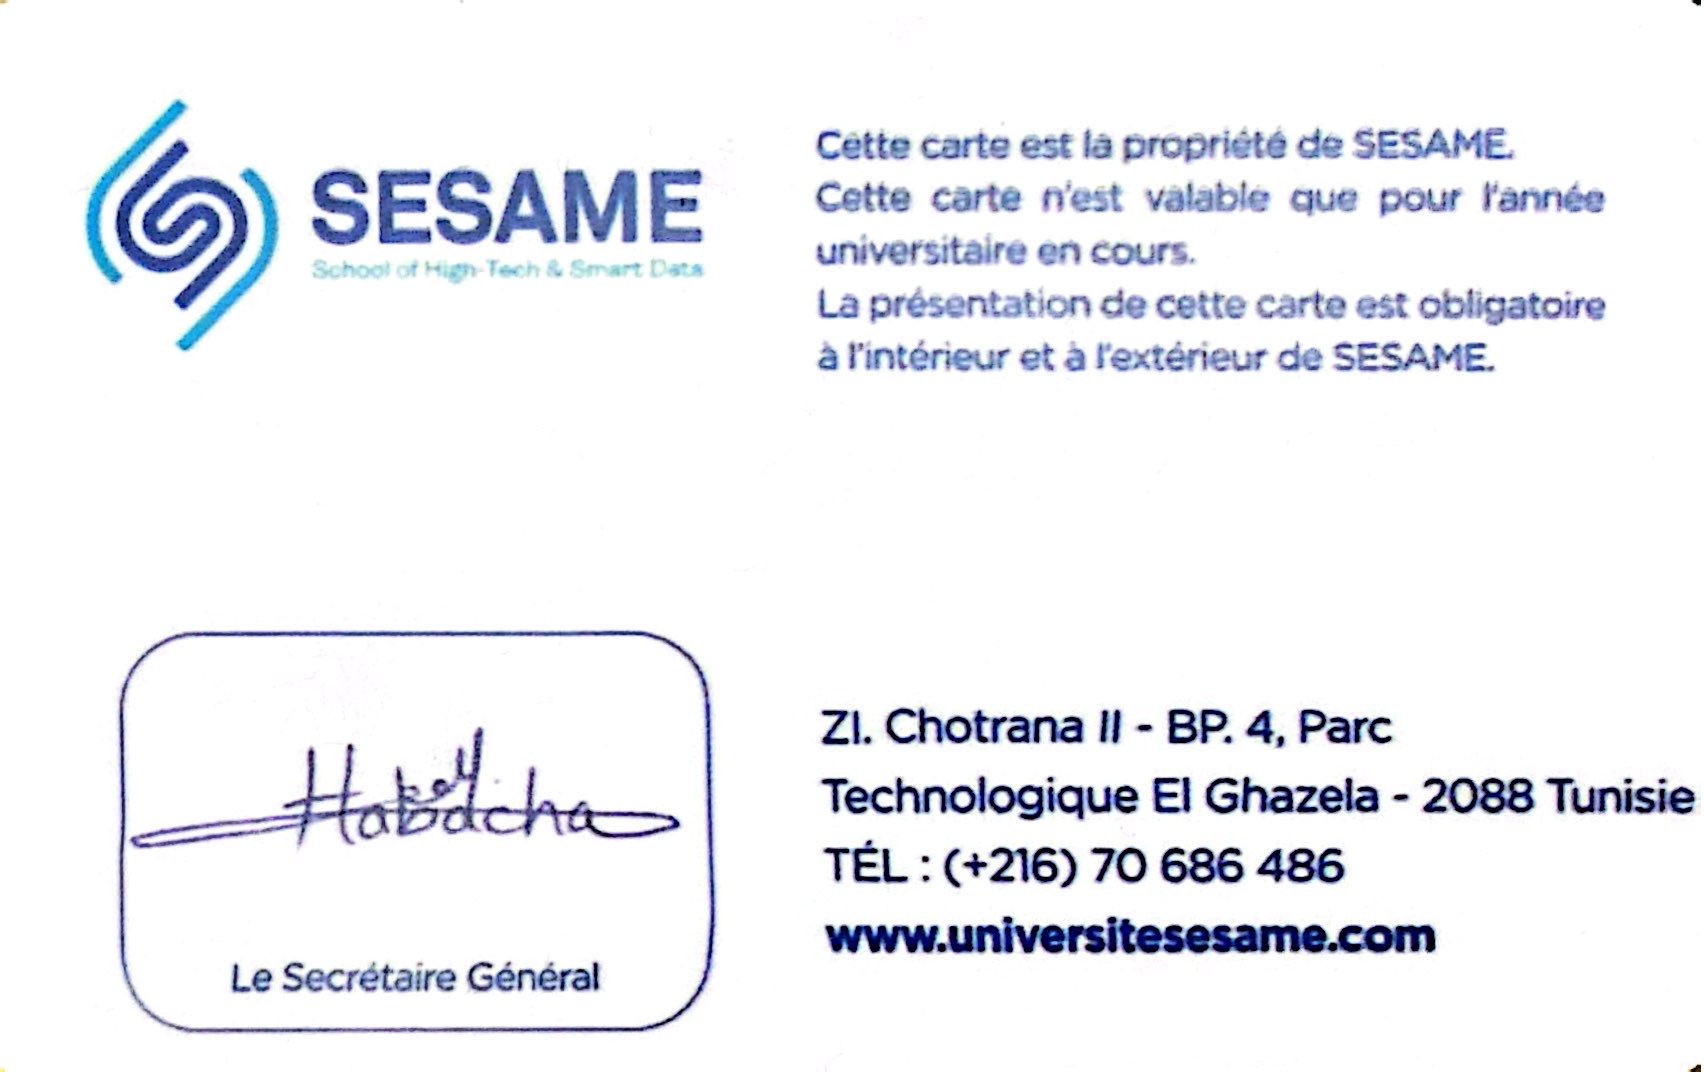 SESAME
School of High-Tech & Smart Data
Cette carte est la propriété de SESAME.
Cette carte n'est valable que pour l'année
universitaire en cours.
La présentation de cette carte est obligatoire
à l'intérieur et à l'extérieur de SESAME.
Le Secrétaire Général
ZI. Chotrana II - BP. 4, Parc
Technologique El Ghazela - 2088 Tunisie
TÉL : (+216) 70 686 486
www.universitesesame.com